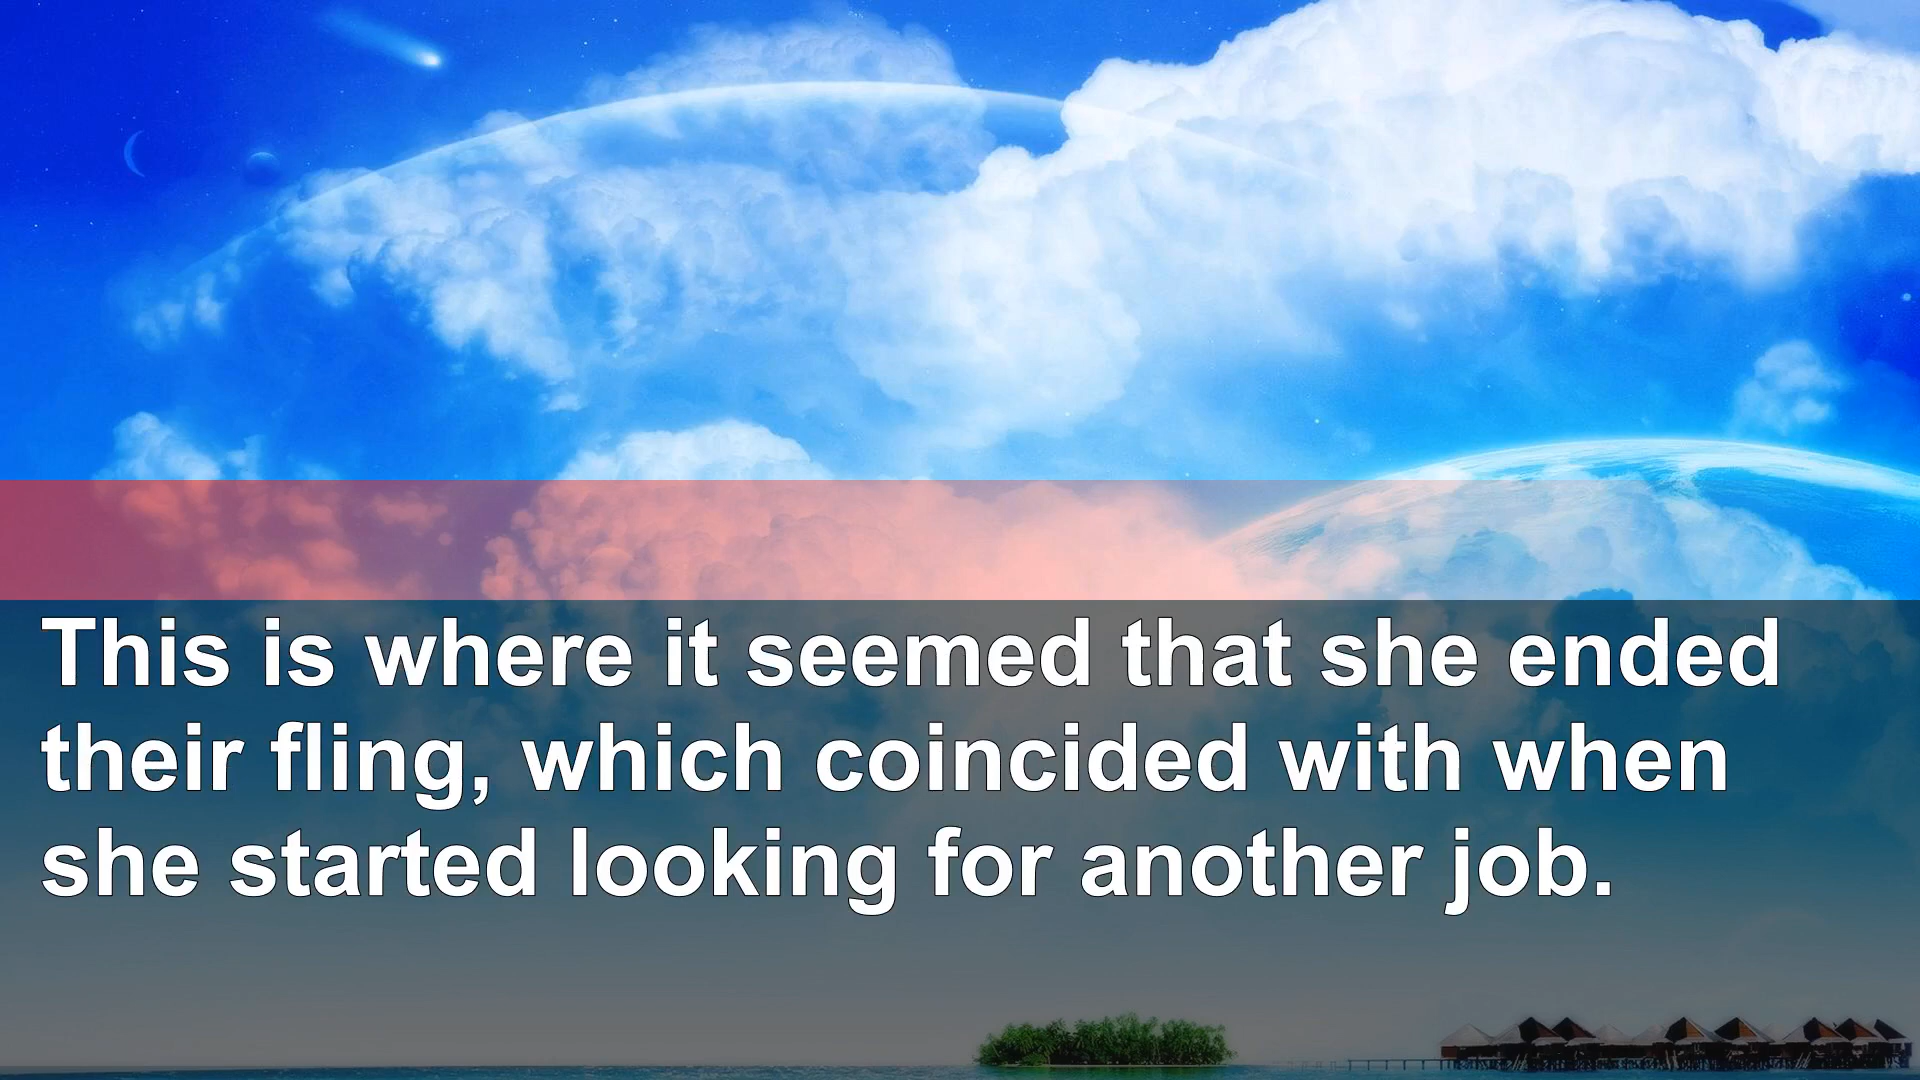 This is where it seemed that she ended
their fling, which coincided with when
she started looking for another job.